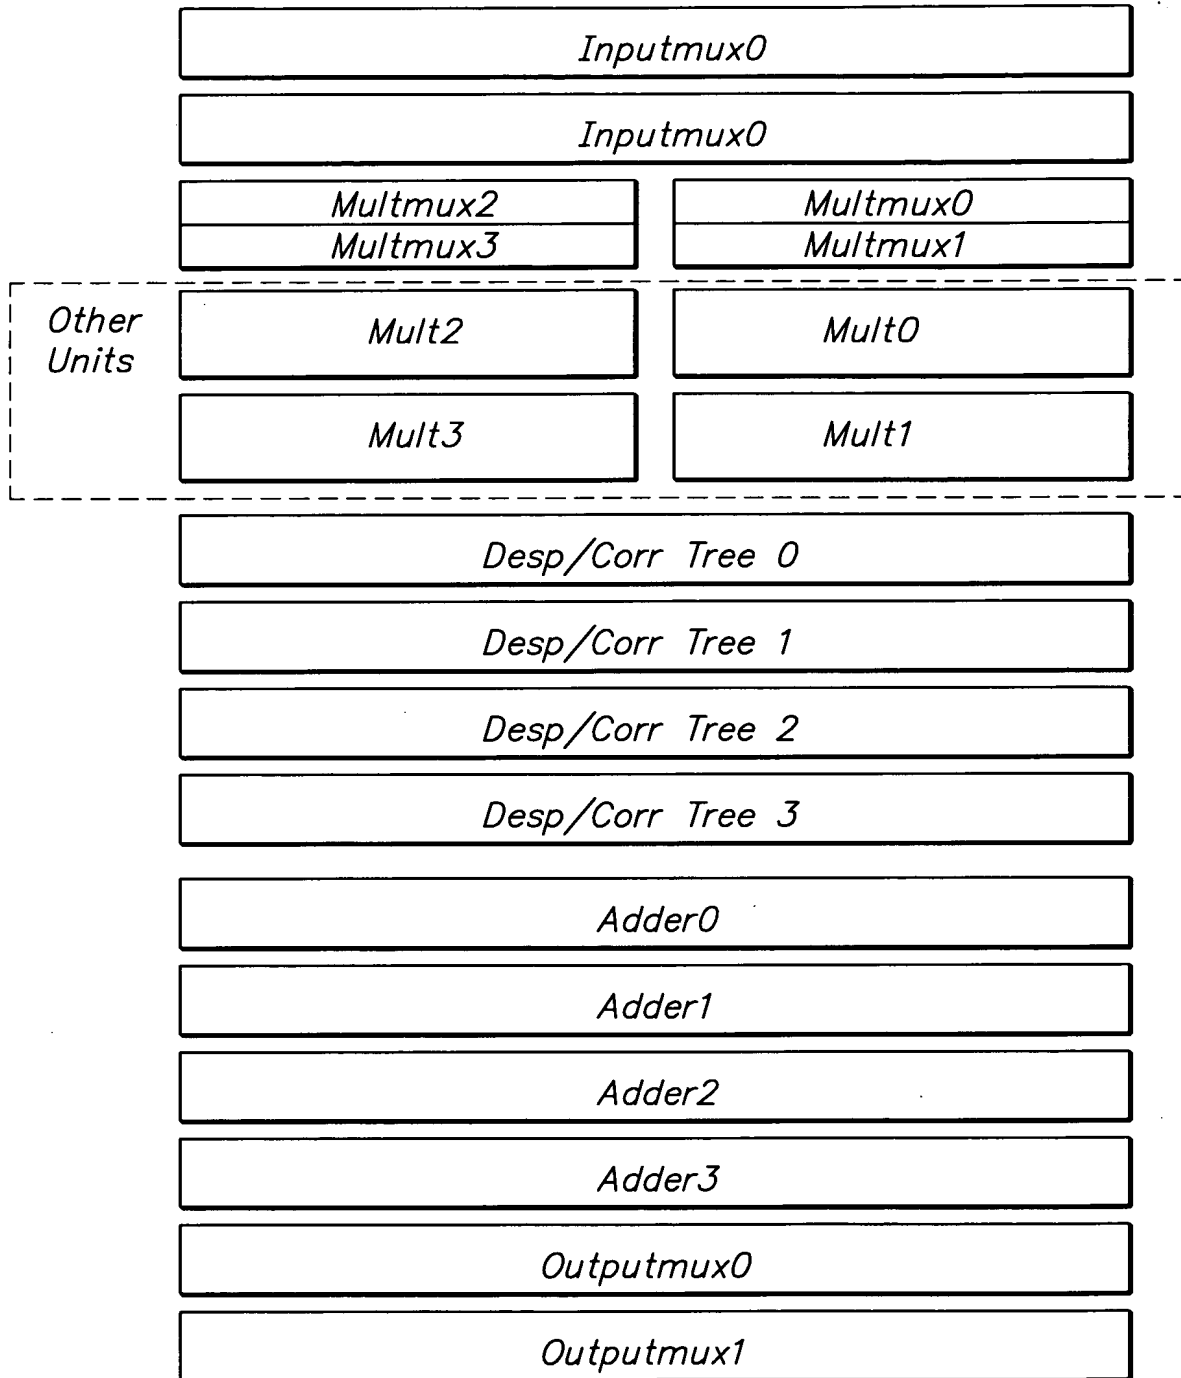 Inputmux0
Inputmux0
Multmux2 Multmux0
Multmux3 Multmux1
Other
Units
Mult2 Mult0
Mult3 Mult1
Desp/Corr Tree 0
Desp/Corr Tree 1
Desp/Corr Tree 2
Desp/Corr Tree 3
Adder0
Adder1
Adder2
Adder3
Outputmux0
Outputmux1